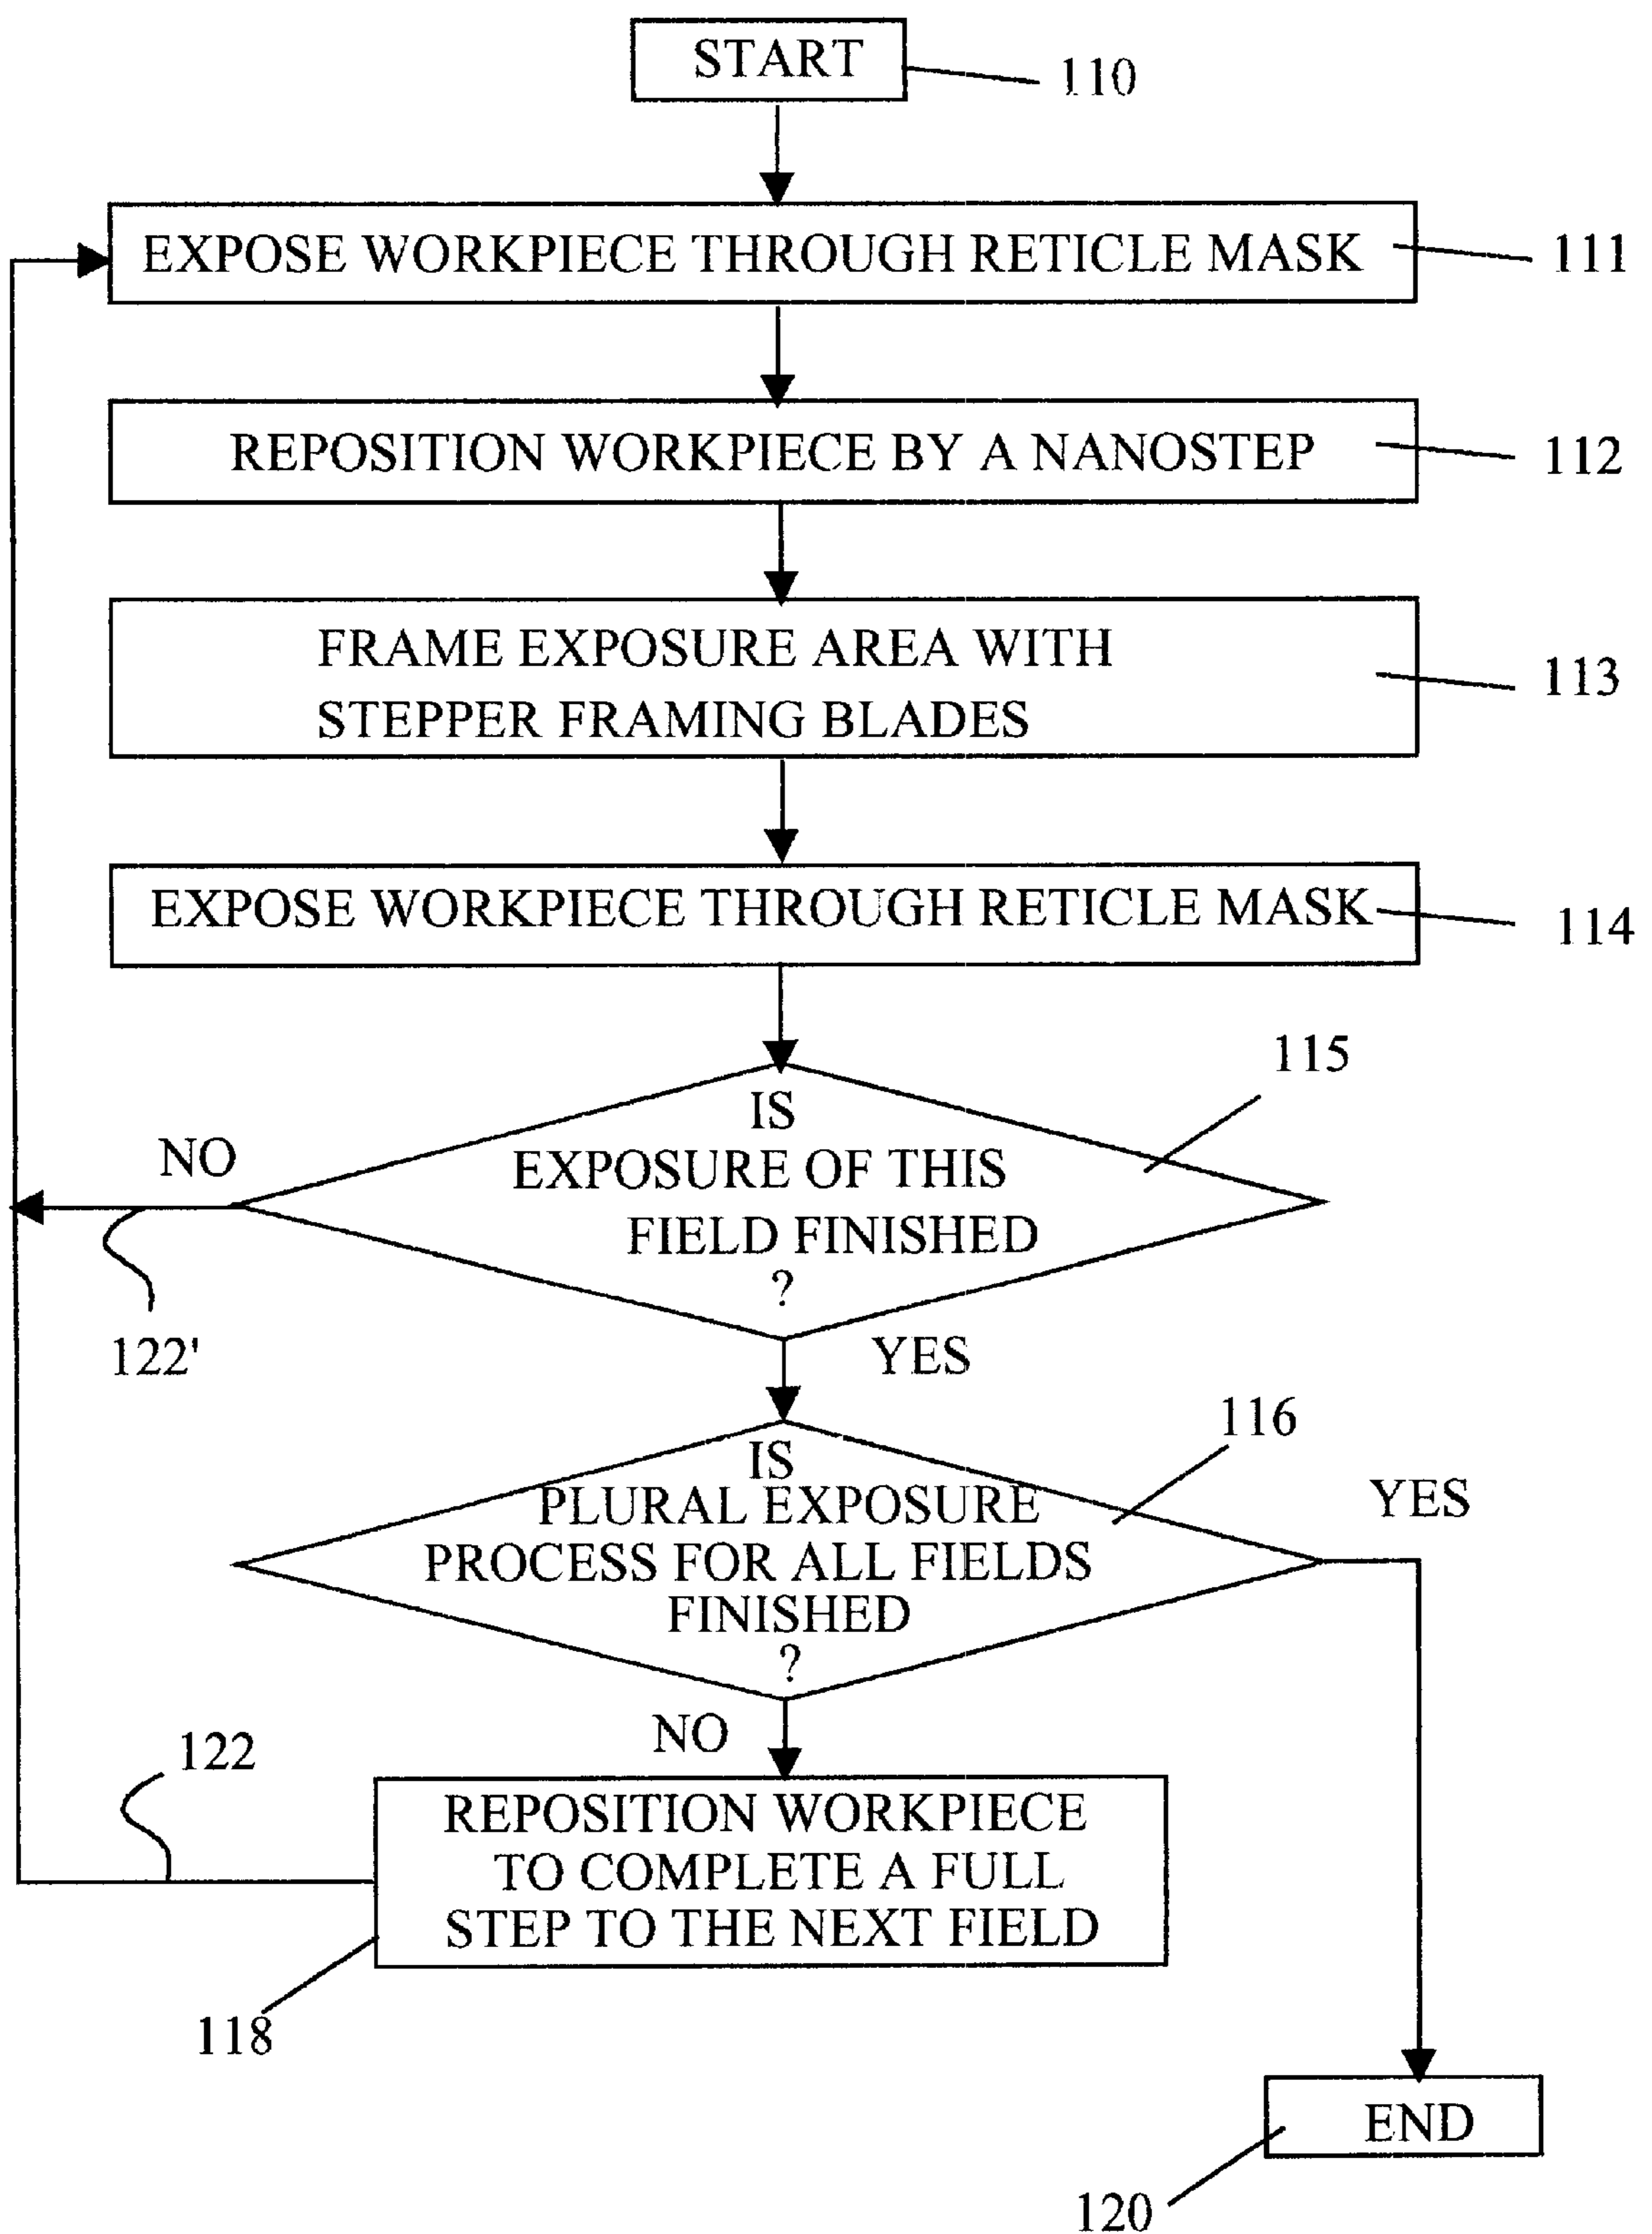 START
110
EXPOSE WORKPIECE THROUGH RETICLE MASK
111
REPOSITION WORKPIECE BY A NANOSTEP
112
FRAME EXPOSURE AREA WITH
STEPPER FRAMING BLADES
113
EXPOSE WORKPIECE THROUGH RETICLE MASK
114
115
IS
EXPOSURE OF THIS
FIELD FINISHED
?
NO
122'
YES
116
IS
PLURAL EXPOSURE
PROCESS FOR ALL FIELDS
FINISHED
?
YES
NO
122
REPOSITION WORKPIECE
TO COMPLETE A FULL
STEP TO THE NEXT FIELD
118
END
120